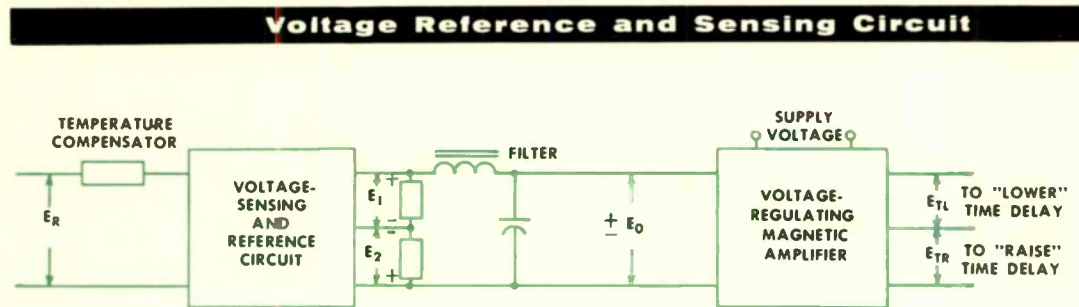 Voltage Reference and Sensing Circuit
TEMPERATURE
COMPENSATOR
E_R
VOLTAGE-
SENSING
AND
REFERENCE
CIRCUIT
+
E_1
-
-
E_2
+
FILTER
± E_O
SUPPLY
VOLTAGE
VOLTAGE-
REGULATING
MAGNETIC
AMPLIFIER
E_TL
TO "LOWER"
TIME DELAY
E_TR
TO "RAISE"
TIME DELAY